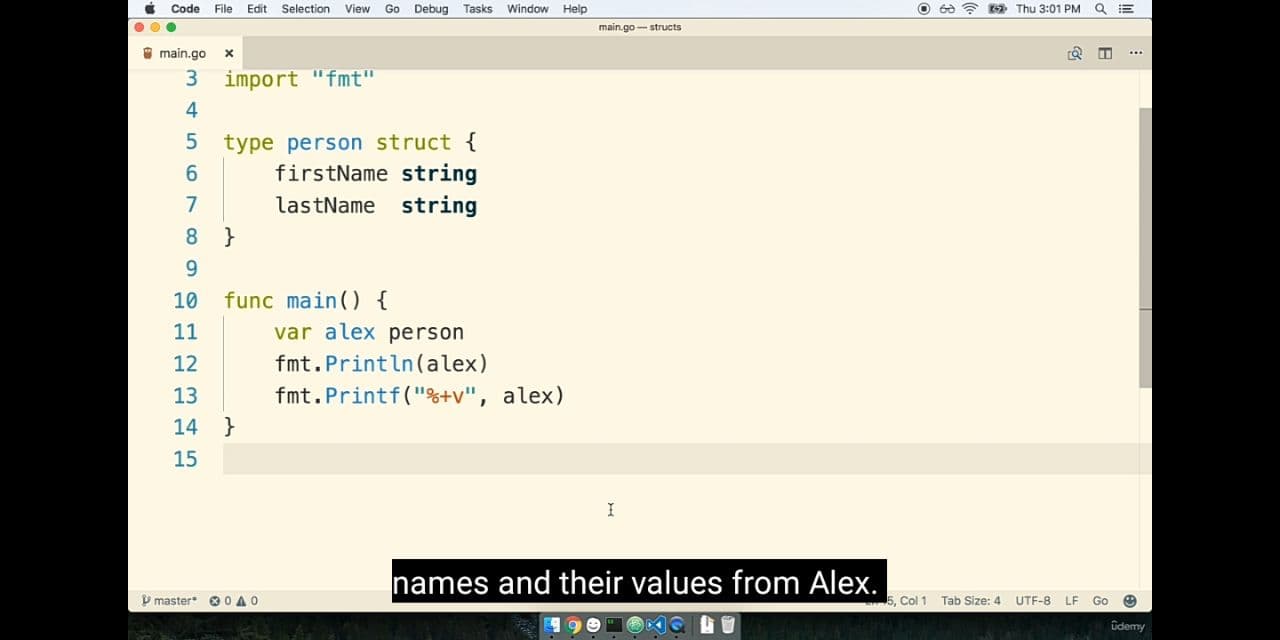 Code File Edit Selection View Go Debug Tasks Window Help Thu 3:01 PM
main.go — structs
main.go
3 import "fmt"
4
5 type person struct {
6 firstName string
7 lastName string
8 }
9
10 func main() {
11 var alex person
12 fmt.Println(alex)
13 fmt.Printf("%+v", alex)
14 }
15
names and their values from Alex.
master* 0 0 5, Col 1 Tab Size: 4 UTF-8 LF Go
ûdemy